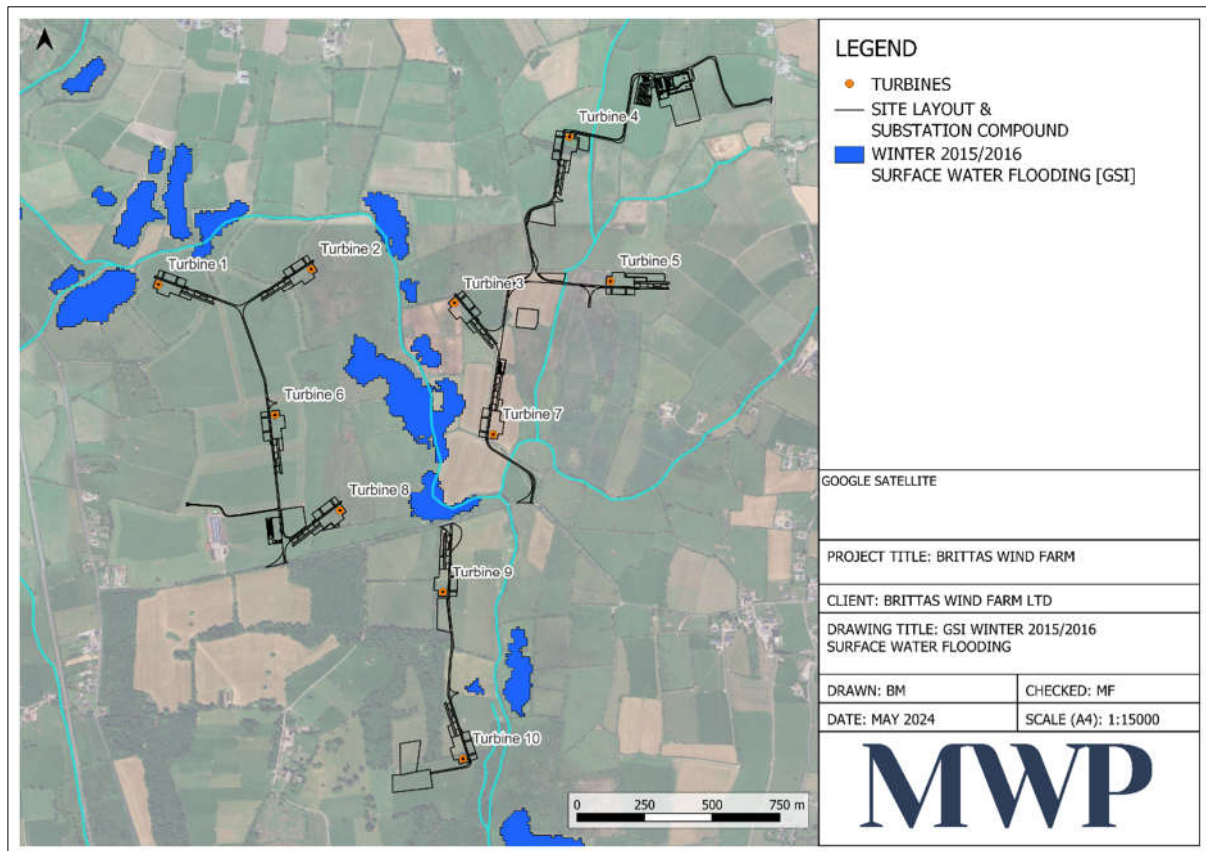 Turbine 4
Turbine 2
Turbine 1
Turbine 5
Turbine 3
Turbine 6
Turbine 7
Turbine 8
Turbine 9
Turbine 10
0 250 500 750 m
LEGEND
TURBINES
SITE LAYOUT &
SUBSTATION COMPOUND
WINTER 2015/2016
SURFACE WATER FLOODING [GSI]
GOOGLE SATELLITE
PROJECT TITLE: BRITTAS WIND FARM
CLIENT: BRITTAS WIND FARM LTD
DRAWING TITLE: GSI WINTER 2015/2016
SURFACE WATER FLOODING
DRAWN: BM
CHECKED: MF
DATE: MAY 2024
SCALE (A4): 1:15000
MWP